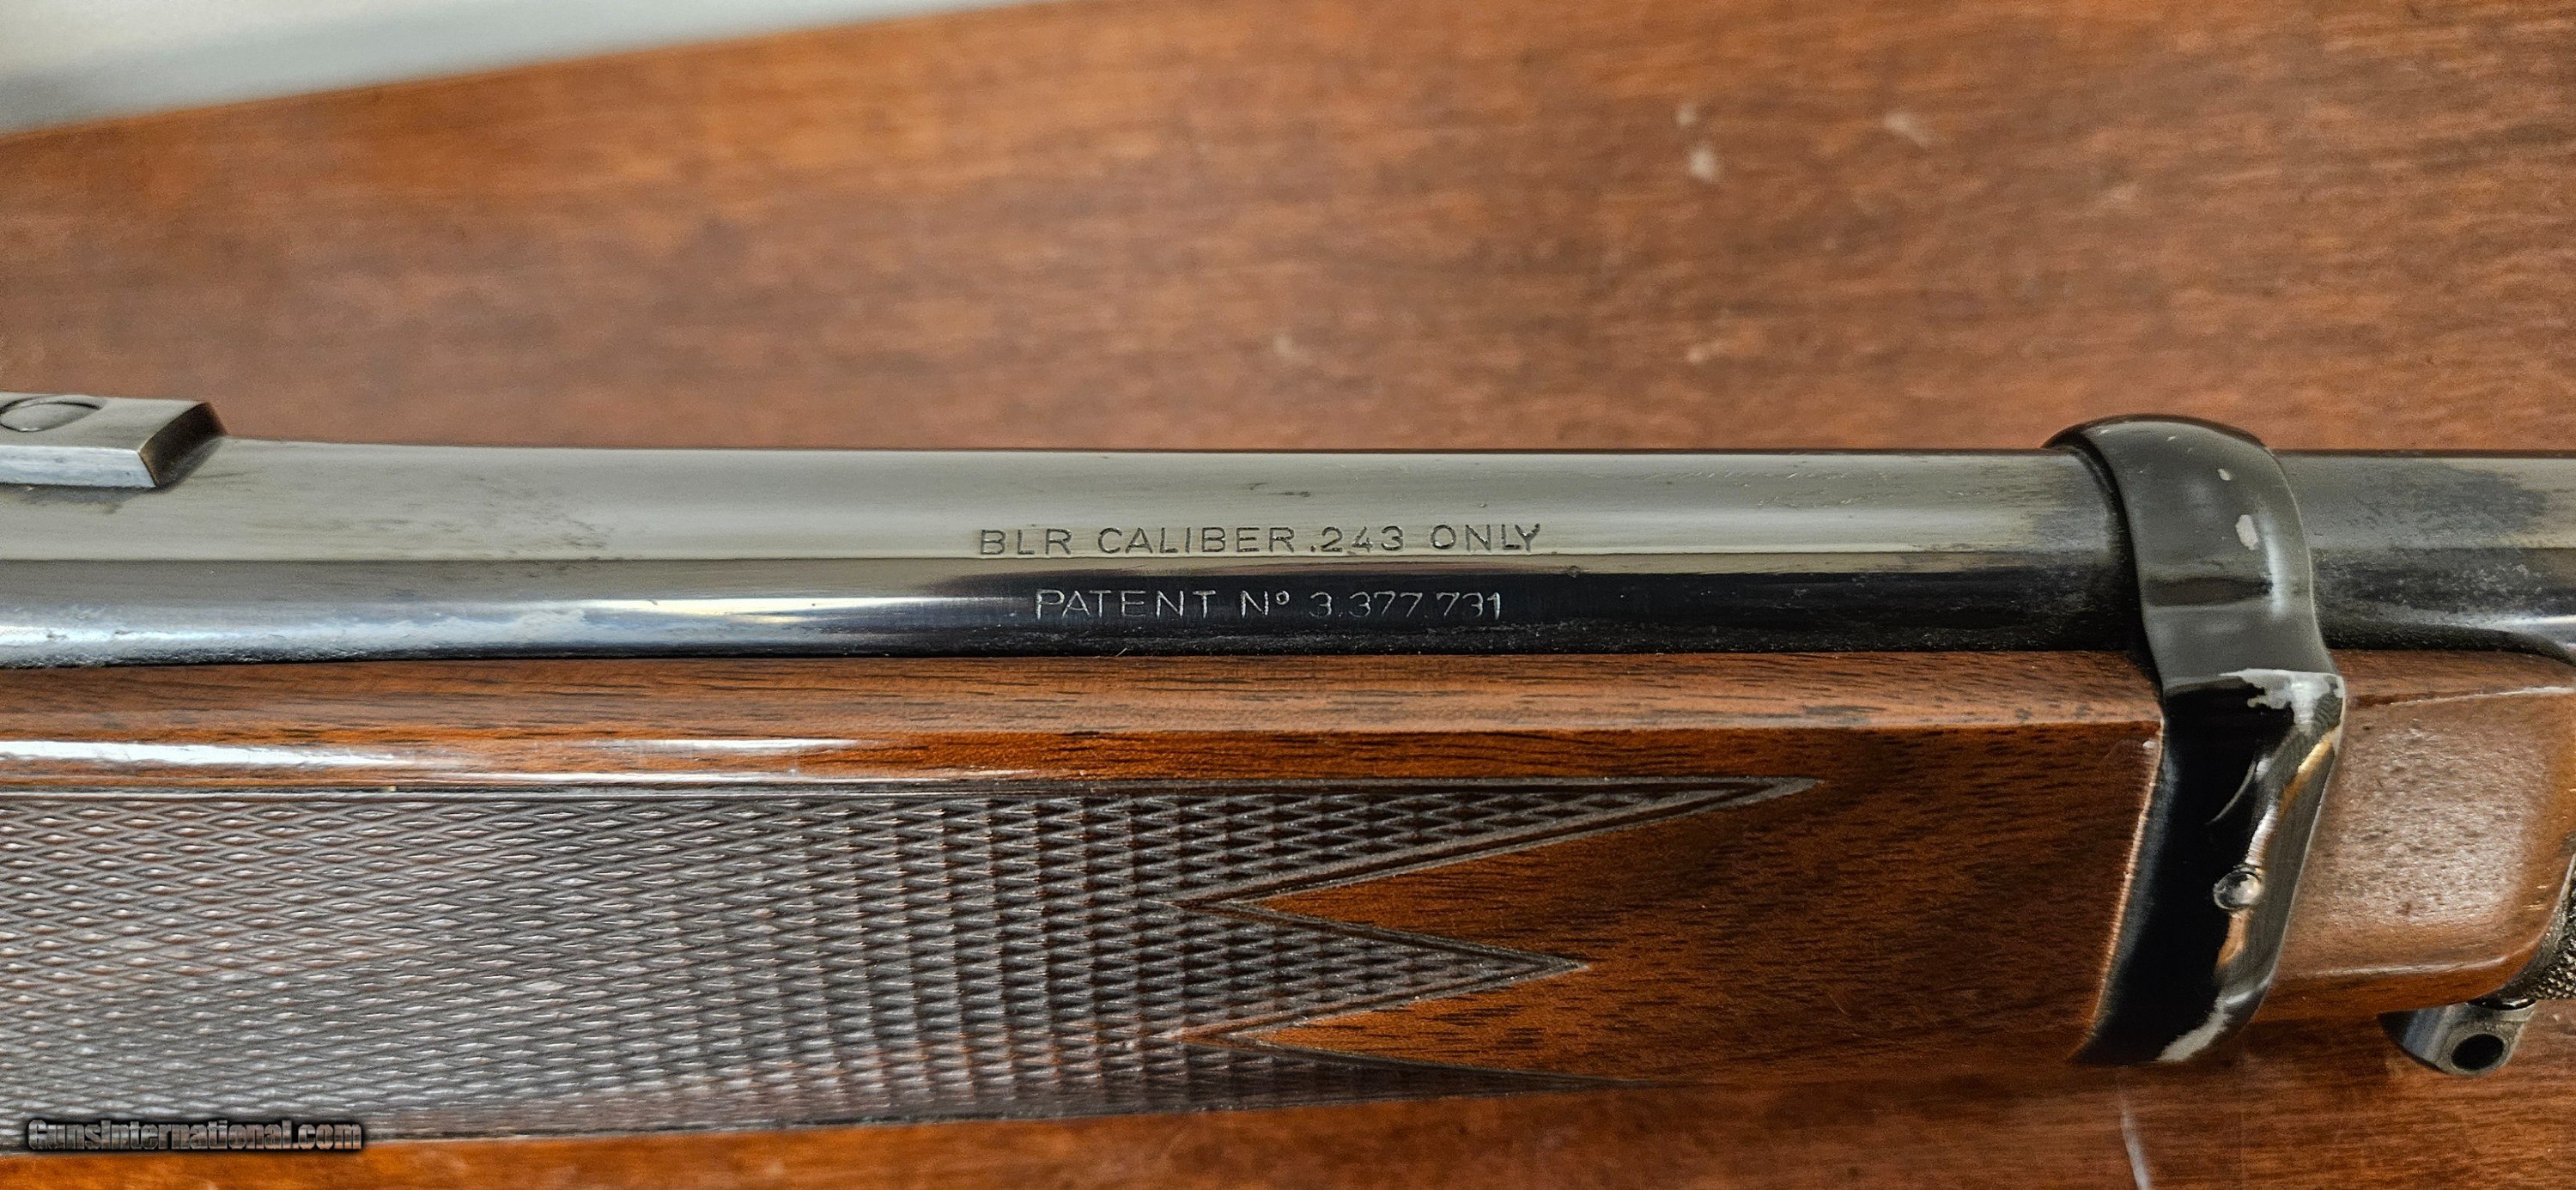 BLR CALIBER .243 ONLY
PATENT Nº 3.377.731
GunsInternational.com